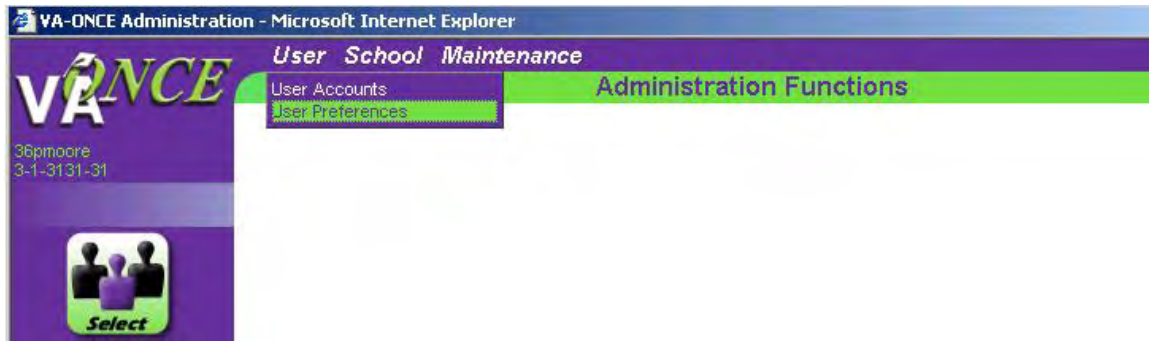 VA-ONCE Administration - Microsoft Internet Explorer
VA ONCE
User School Maintenance
User Accounts
Administration Functions
User Preferences
36pmoore
3-1-3131-31
Select